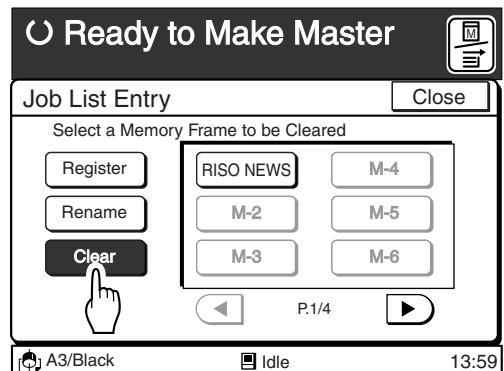 Ready to Make Master
M
Job List Entry
Close
Select a Memory Frame to be Cleared
Register
RISO NEWS
M-4
Rename
M-2
M-5
Clear
M-3
M-6
P.1/4
A3/Black
Idle
13:59